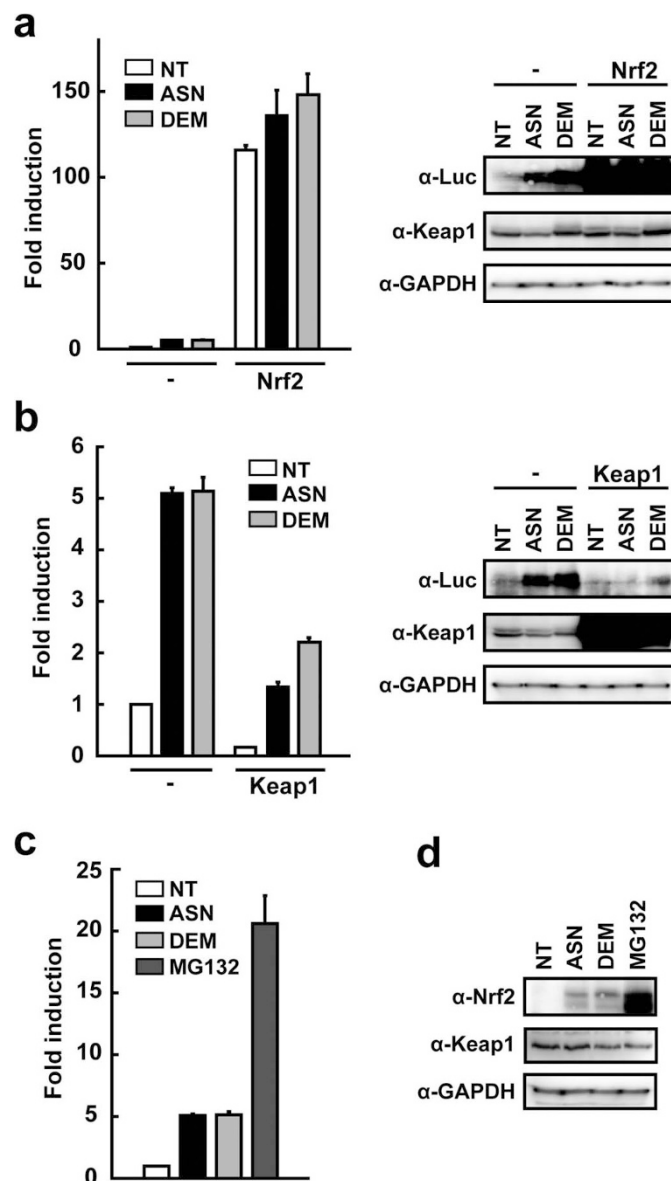 a
Fold induction
150
100
50
0
NT
ASN
DEM
-
Nrf2
- Nrf2
NT ASN DEM NT ASN DEM
α-Luc
α-Keap1
α-GAPDH
b
Fold induction
6
5
4
3
2
1
0
NT
ASN
DEM
-
Keap1
- Keap1
NT ASN DEM NT ASN DEM
α-Luc
α-Keap1
α-GAPDH
c
Fold induction
25
20
15
10
5
0
NT
ASN
DEM
MG132
d
NT ASN DEM MG132
α-Nrf2
α-Keap1
α-GAPDH